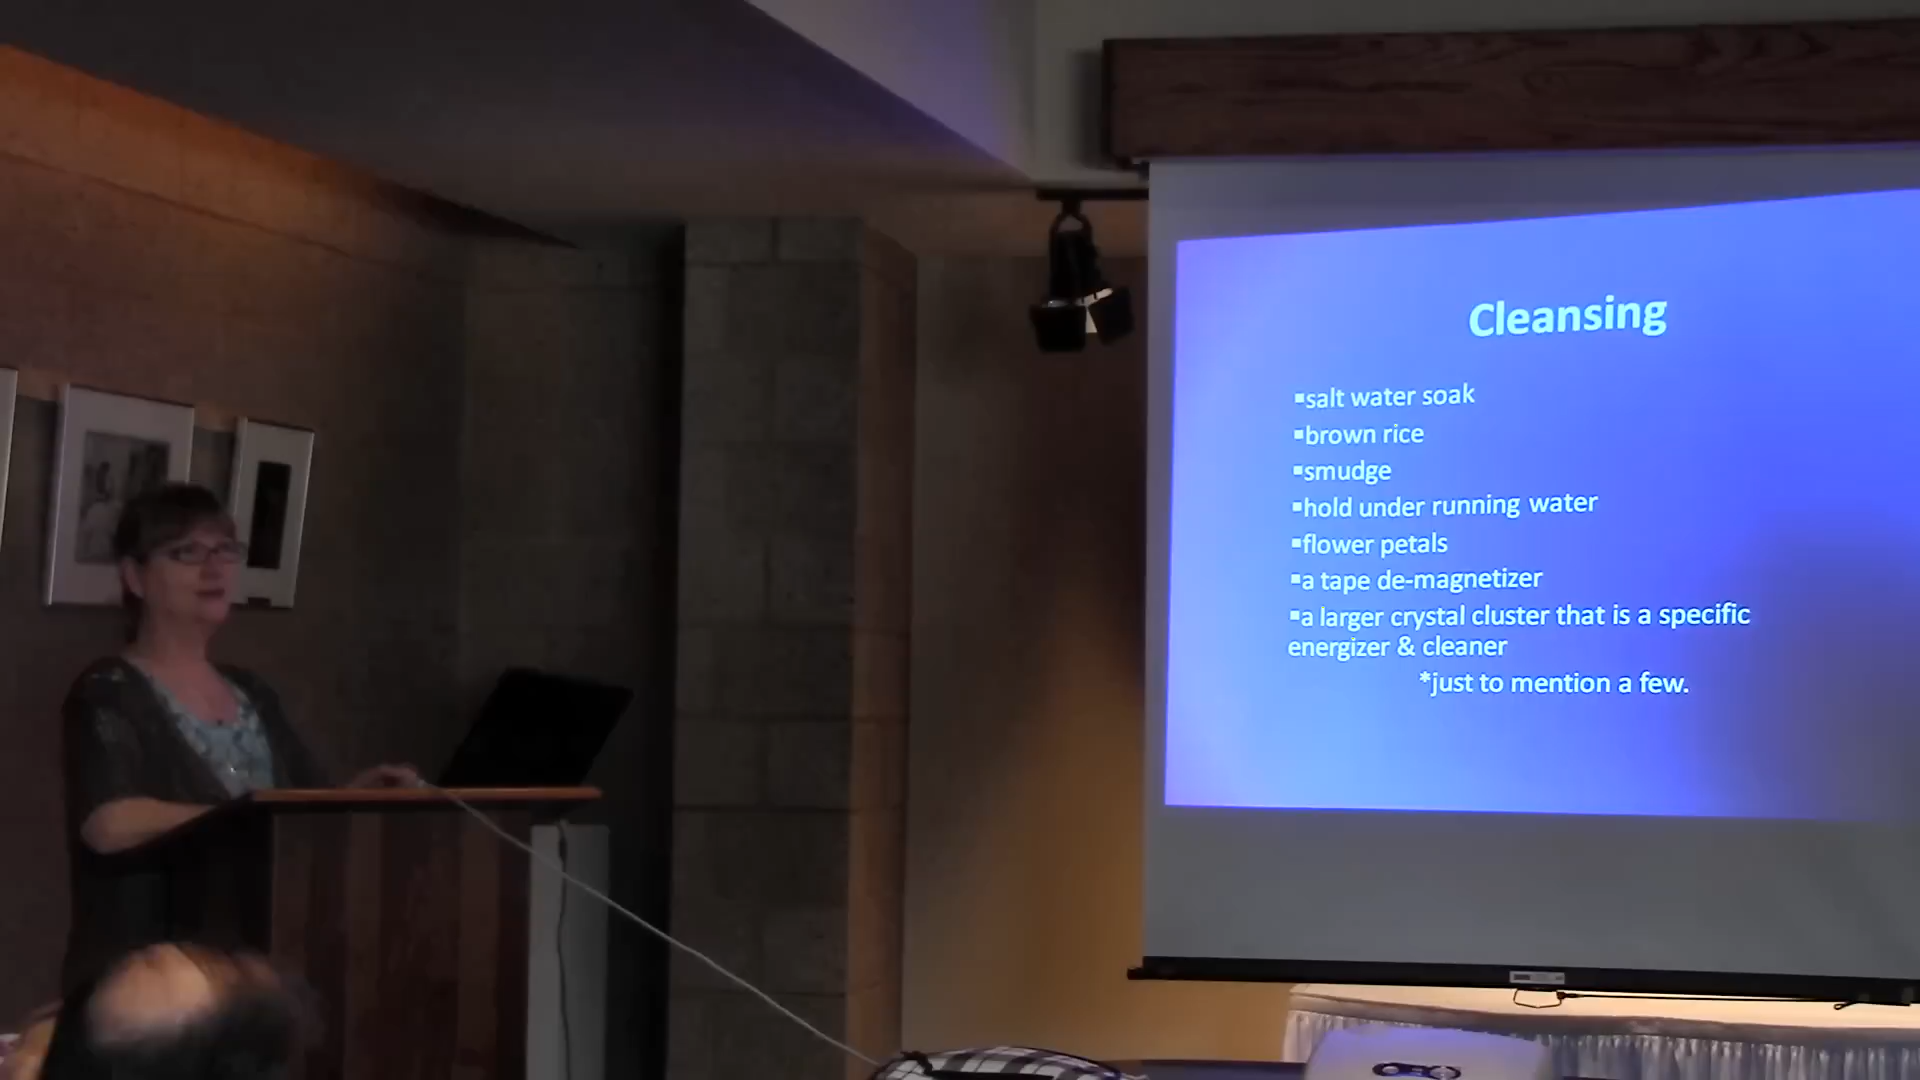 Cleansing
▪salt water soak
▪brown rice
▪smudge
▪hold under running water
▪flower petals
▪a tape de-magnetizer
▪a larger crystal cluster that is a specific
energizer & cleaner
*just to mention a few.